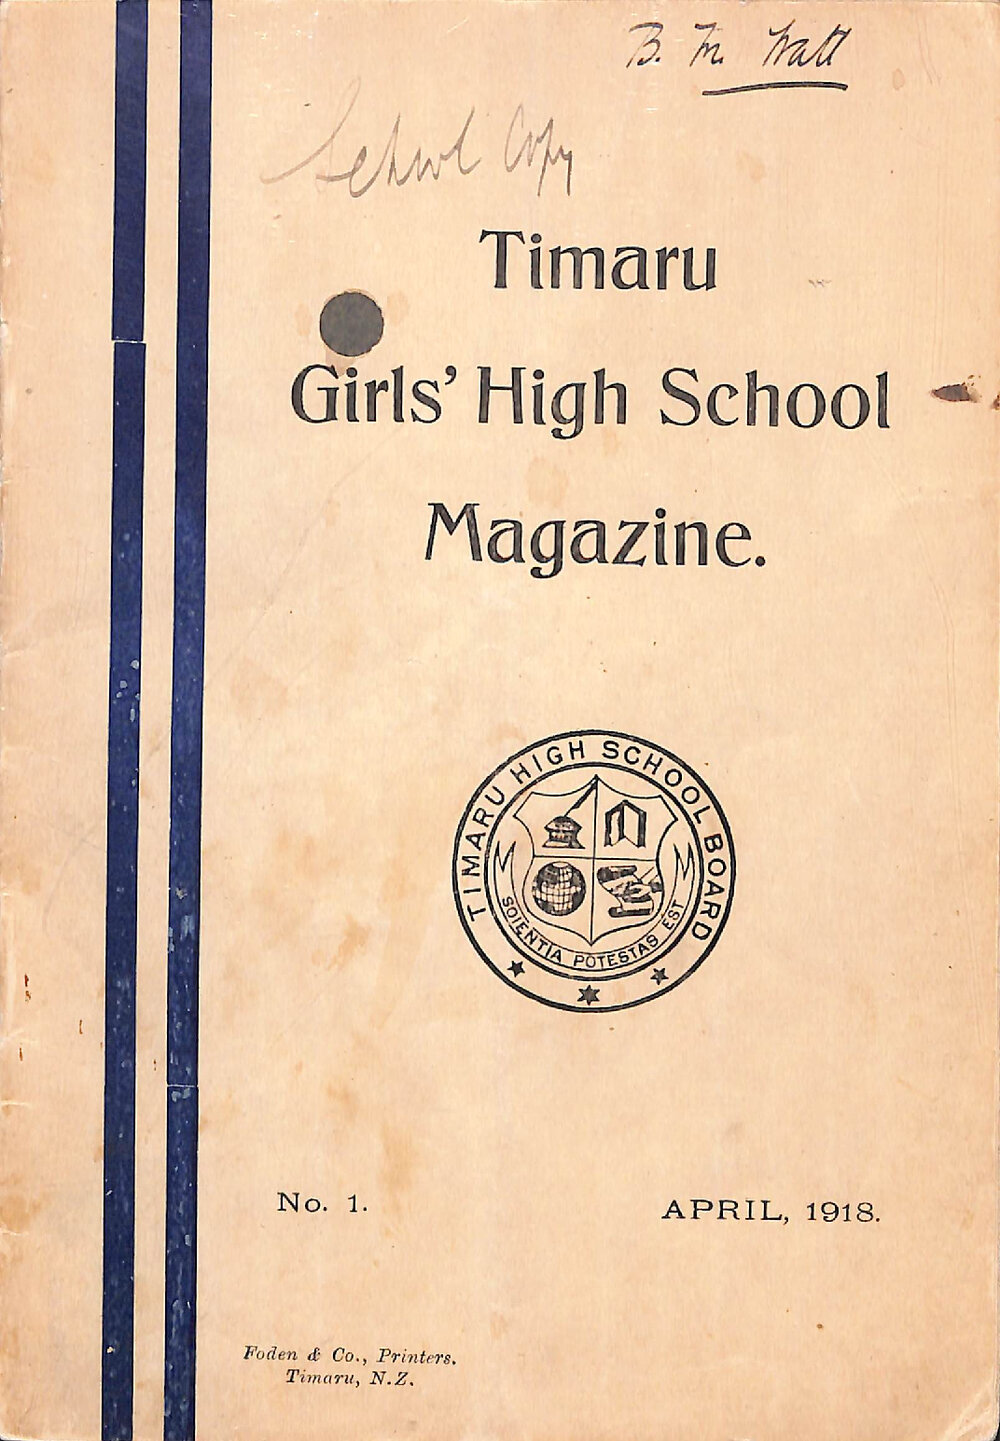 B. M. Watt
School Copy
Timaru
Girls' High School
Magazine.
TIMARU HIGH SCHOOL BOARD
SCIENTIA POTESTAS EST
No. 1.
APRIL, 1918.
Foden & Co., Printers.
Timaru, N.Z.